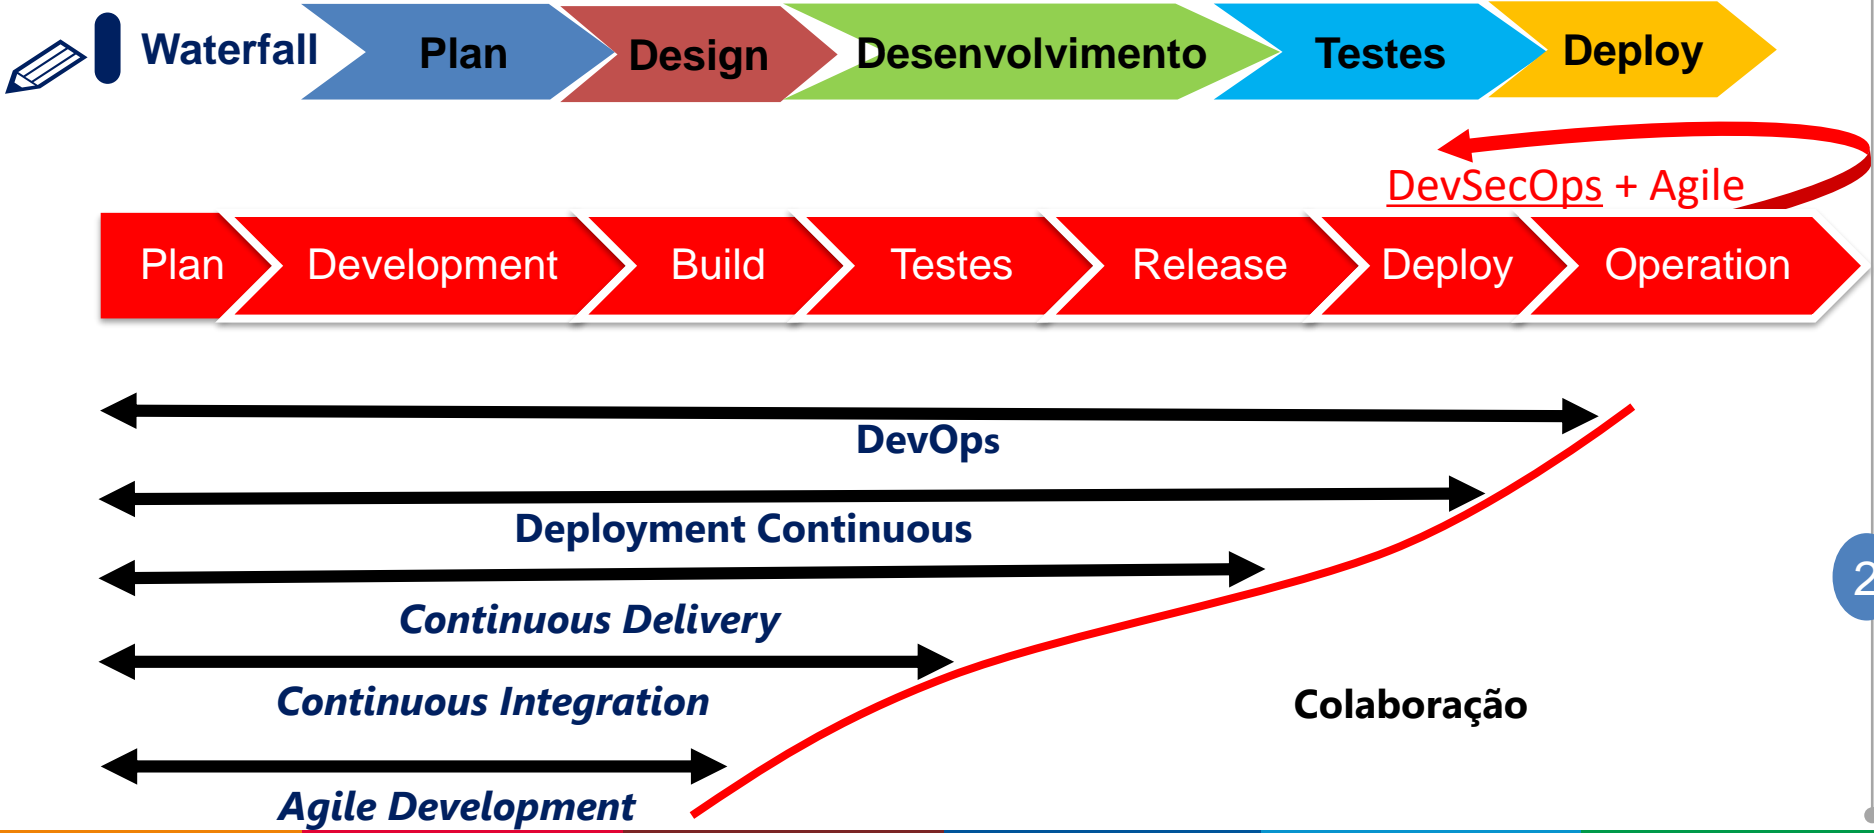 Waterfall Plan Design Desenvolvimento Testes Deploy
DevSecOps + Agile
Plan Development Build Testes Release Deploy Operation
DevOps
Deployment Continuous
2
Continuous Delivery
Continuous Integration
Colaboração
Agile Development